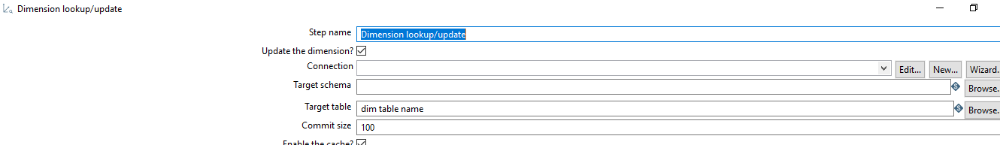 Dimension lookup/update
Step name Dimension lookup/update
Update the dimension?
Connection Edit... New... Wizard.
Target schema S Browse.
Target table dim table name S Browse.
Commit size 100
Enable the cache?